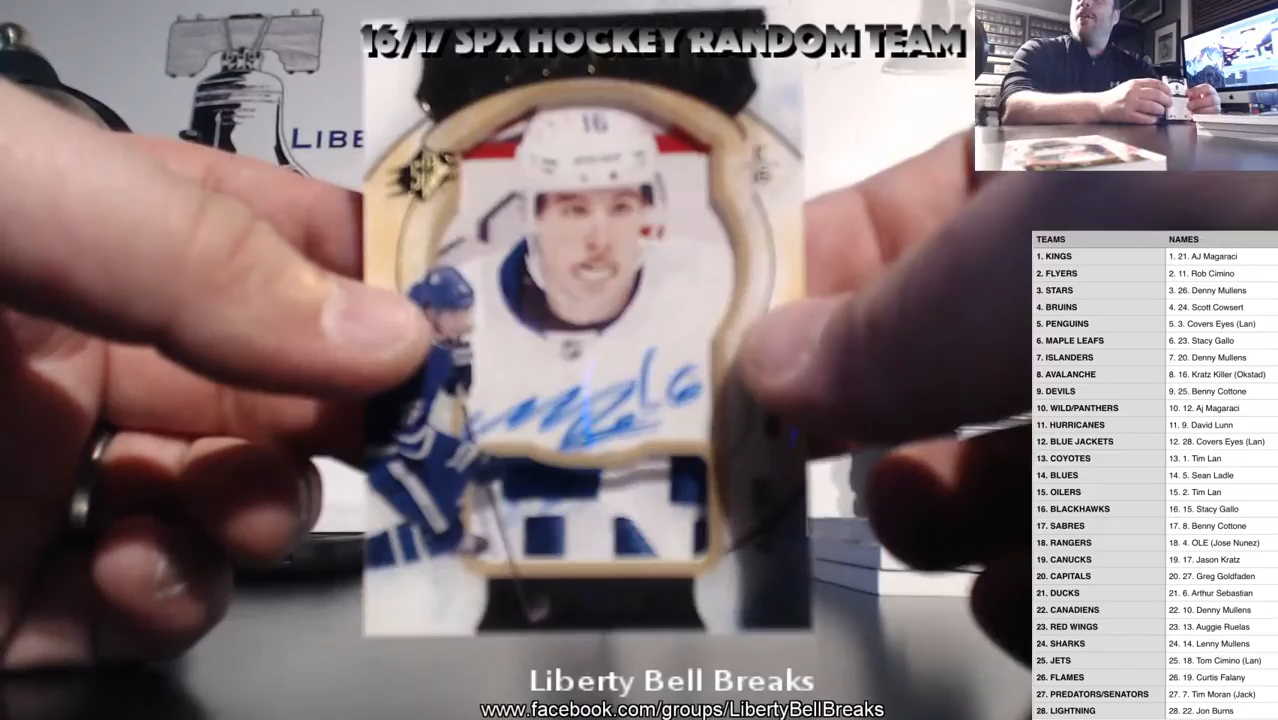 16/17 SPX HOCKEY RANDOM TEAM
LIBE
16
TEAMS NAMES
1. KINGS 1. 21. AJ Magaraci
2. FLYERS 2. 11. Rob Cimino
3. STARS 3. 26. Denny Mullens
4. BRUINS 4. 24. Scott Cowsert
5. PENGUINS 5. 3. Covers Eyes (Lan)
6. MAPLE LEAFS 6. 23. Stacy Gallo
7. ISLANDERS 7. 20. Denny Mullens
8. AVALANCHE 8. 16. Kratz Killer (Okstad)
9. DEVILS 9. 25. Benny Cottone
10. WILD/PANTHERS 10. 12. Aj Magaraci
11. HURRICANES 11. 9. David Lunn
12. BLUE JACKETS 12. 28. Covers Eyes (Lan)
13. COYOTES 13. 1. Tim Lan
14. BLUES 14. 5. Sean Ladle
15. OILERS 15. 2. Tim Lan
16. BLACKHAWKS 16. 15. Stacy Gallo
17. SABRES 17. 8. Benny Cottone
18. RANGERS 18. 4. OLE (Jose Nunez)
19. CANUCKS 19. 17. Jason Kratz
20. CAPITALS 20. 27. Greg Goldfaden
21. DUCKS 21. 6. Arthur Sebastian
22. CANADIENS 22. 10. Denny Mullens
23. RED WINGS 23. 13. Auggie Ruelas
24. SHARKS 24. 14. Lenny Mullens
25. JETS 25. 18. Tom Cimino (Lan)
26. FLAMES 26. 19. Curtis Falany
27. PREDATORS/SENATORS 27. 7. Tim Moran (Jack)
28. LIGHTNING 28. 22. Jon Burns
Liberty Bell Breaks
www.facebook.com/groups/LibertyBellBreaks